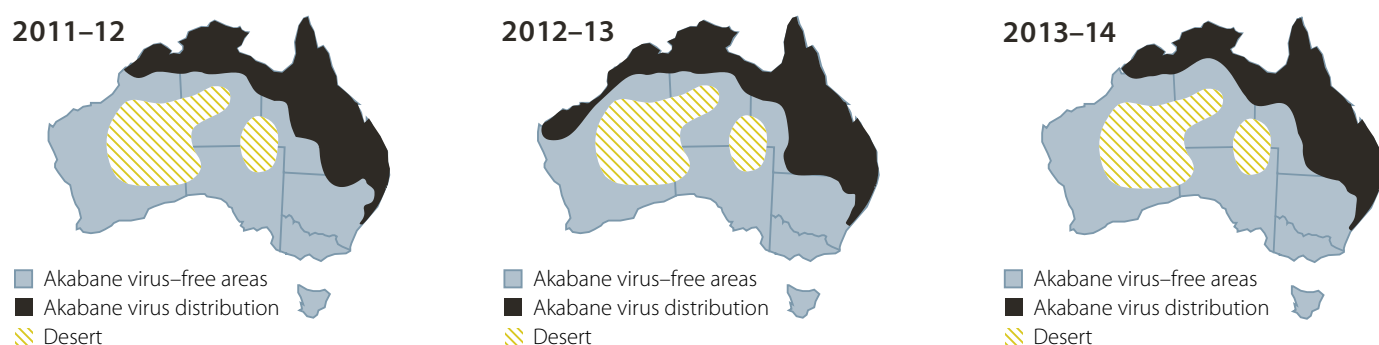 2011–12
Akabane virus–free areas
Akabane virus distribution
Desert
2012–13
Akabane virus–free areas
Akabane virus distribution
Desert
2013–14
Akabane virus–free areas
Akabane virus distribution
Desert